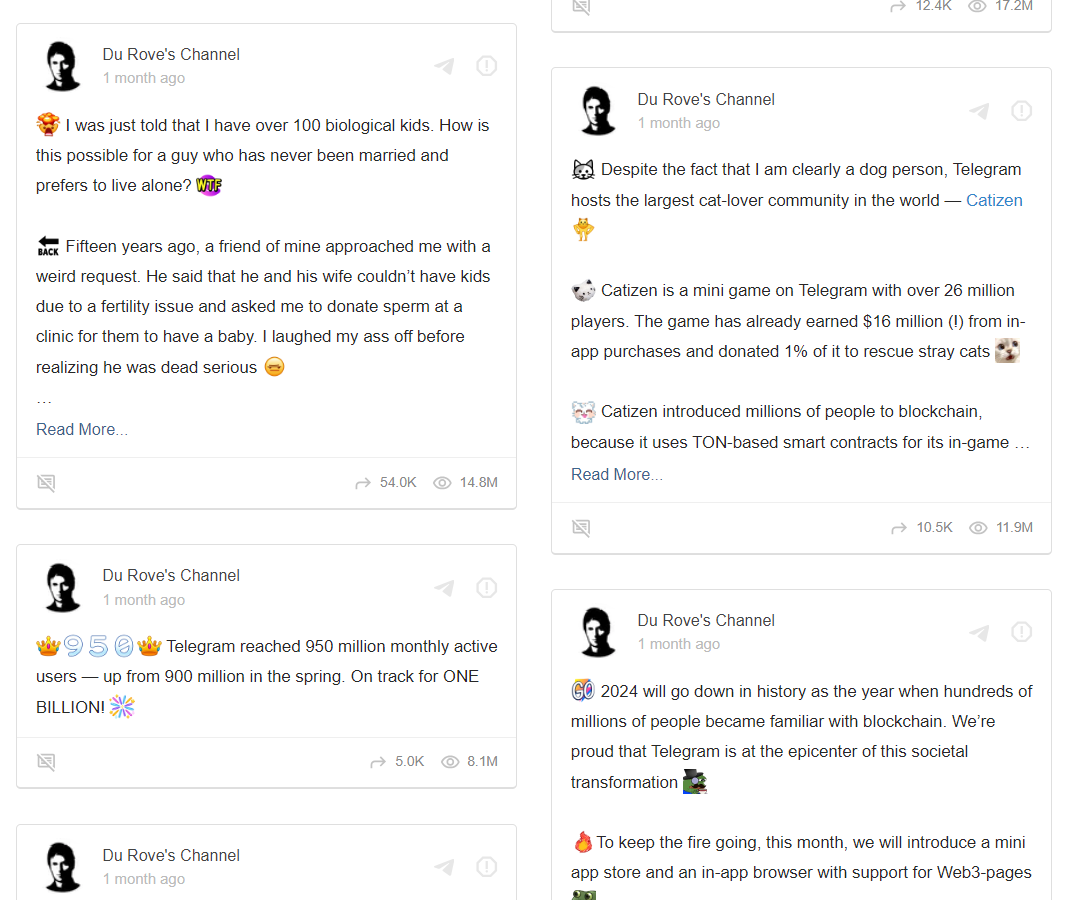 Du Rove's Channel
1 month ago
I was just told that I have over 100 biological kids. How is
this possible for a guy who has never been married and
prefers to live alone? WTF
BACK Fifteen years ago, a friend of mine approached me with a
weird request. He said that he and his wife couldn’t have kids
due to a fertility issue and asked me to donate sperm at a
clinic for them to have a baby. I laughed my ass off before
realizing he was dead serious
…
Read More...
54.0K 14.8M
Du Rove's Channel
1 month ago
950 Telegram reached 950 million monthly active
users — up from 900 million in the spring. On track for ONE
BILLION!
5.0K 8.1M
Du Rove's Channel
1 month ago
12.4K 17.2M
Du Rove's Channel
1 month ago
Despite the fact that I am clearly a dog person, Telegram
hosts the largest cat-lover community in the world — Catizen
Catizen is a mini game on Telegram with over 26 million
players. The game has already earned $16 million (!) from in-
app purchases and donated 1% of it to rescue stray cats
Catizen introduced millions of people to blockchain,
because it uses TON-based smart contracts for its in-game …
Read More...
10.5K 11.9M
Du Rove's Channel
1 month ago
GO 2024 will go down in history as the year when hundreds of
millions of people became familiar with blockchain. We’re
proud that Telegram is at the epicenter of this societal
transformation
To keep the fire going, this month, we will introduce a mini
app store and an in-app browser with support for Web3-pages